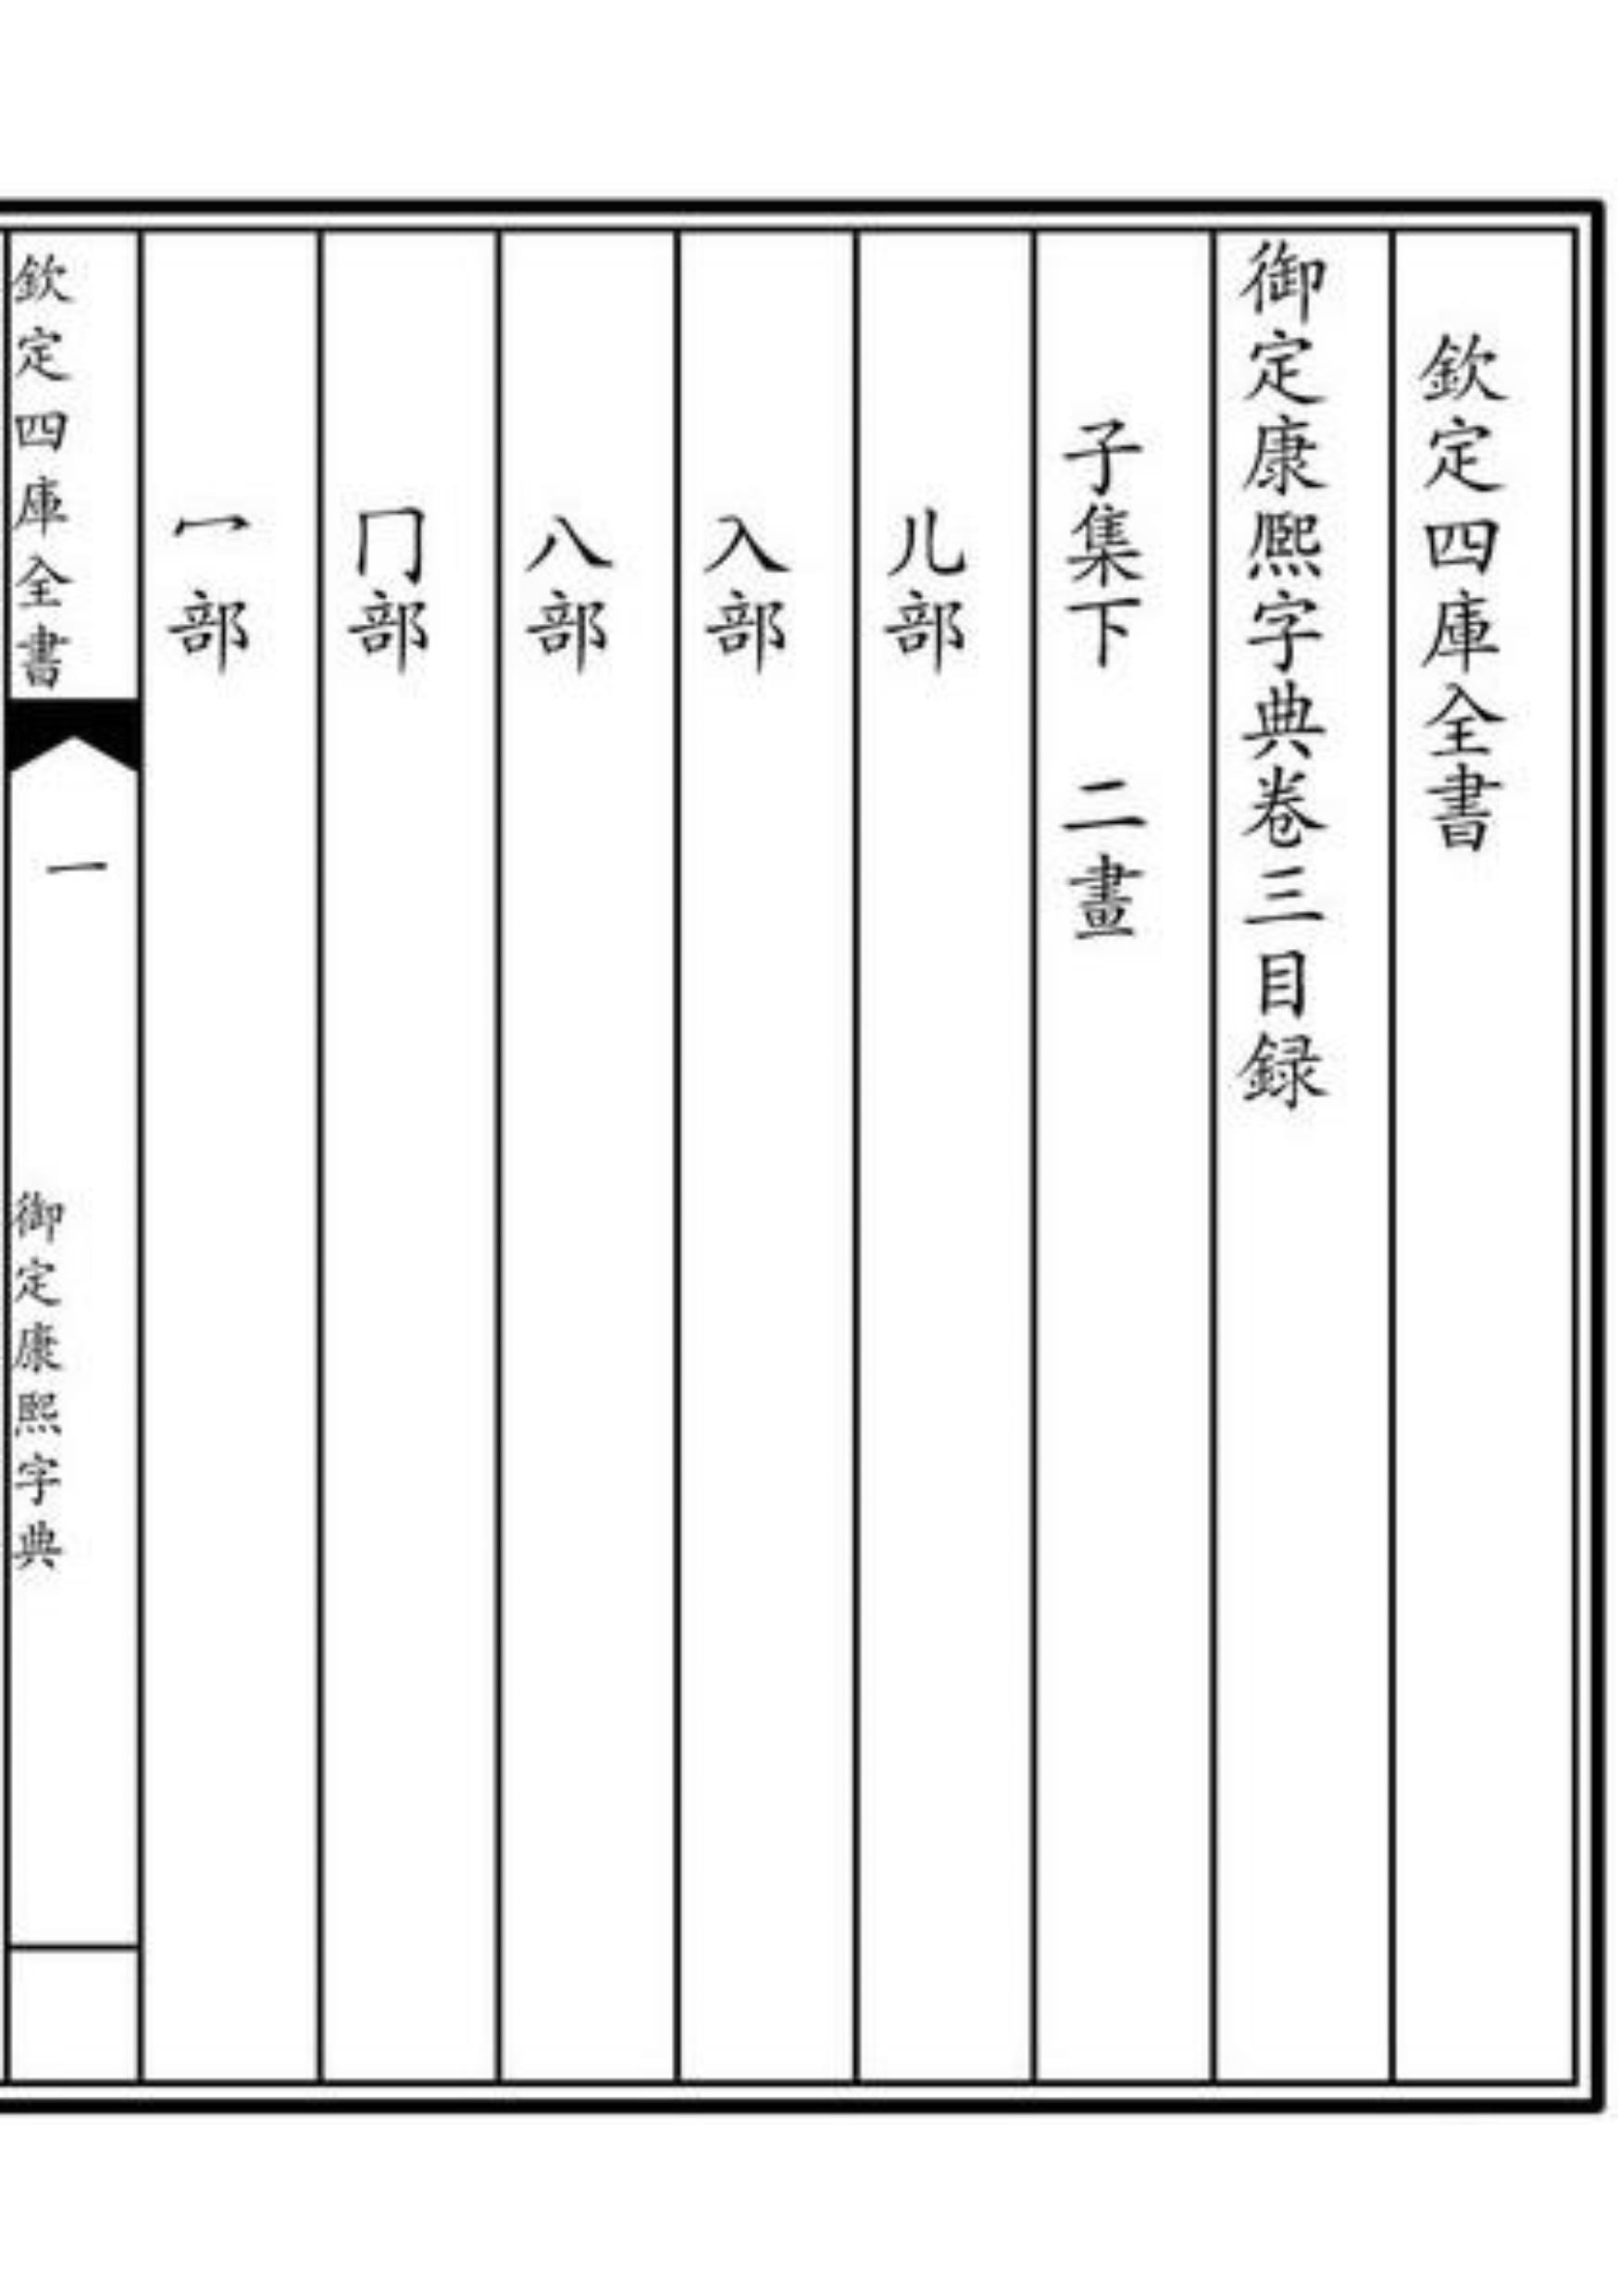 欽定四庫全書
御定康熙字典卷三目録
子集下 二畫
儿部
入部
八部
冂部
冖部
欽定四庫全書
一
御定康熙字典